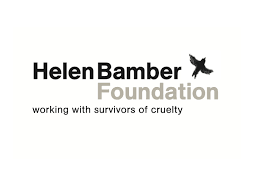 Helen Bamber
Foundation
working with survivors of cruelty